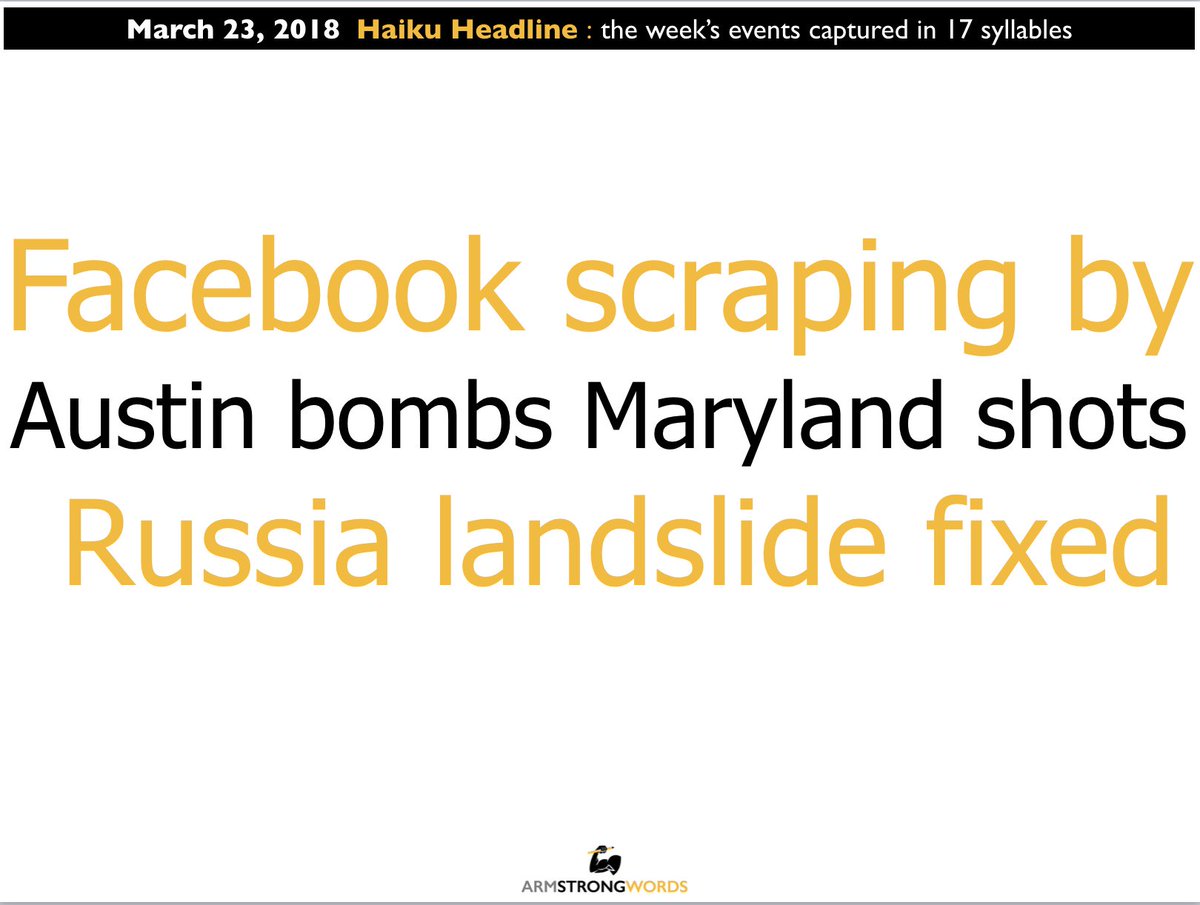 March 23, 2018 Haiku Headline : the week’s events captured in 17 syllables
Facebook scraping by
Austin bombs Maryland shots
Russia landslide fixed
ARMSTRONGWORDS